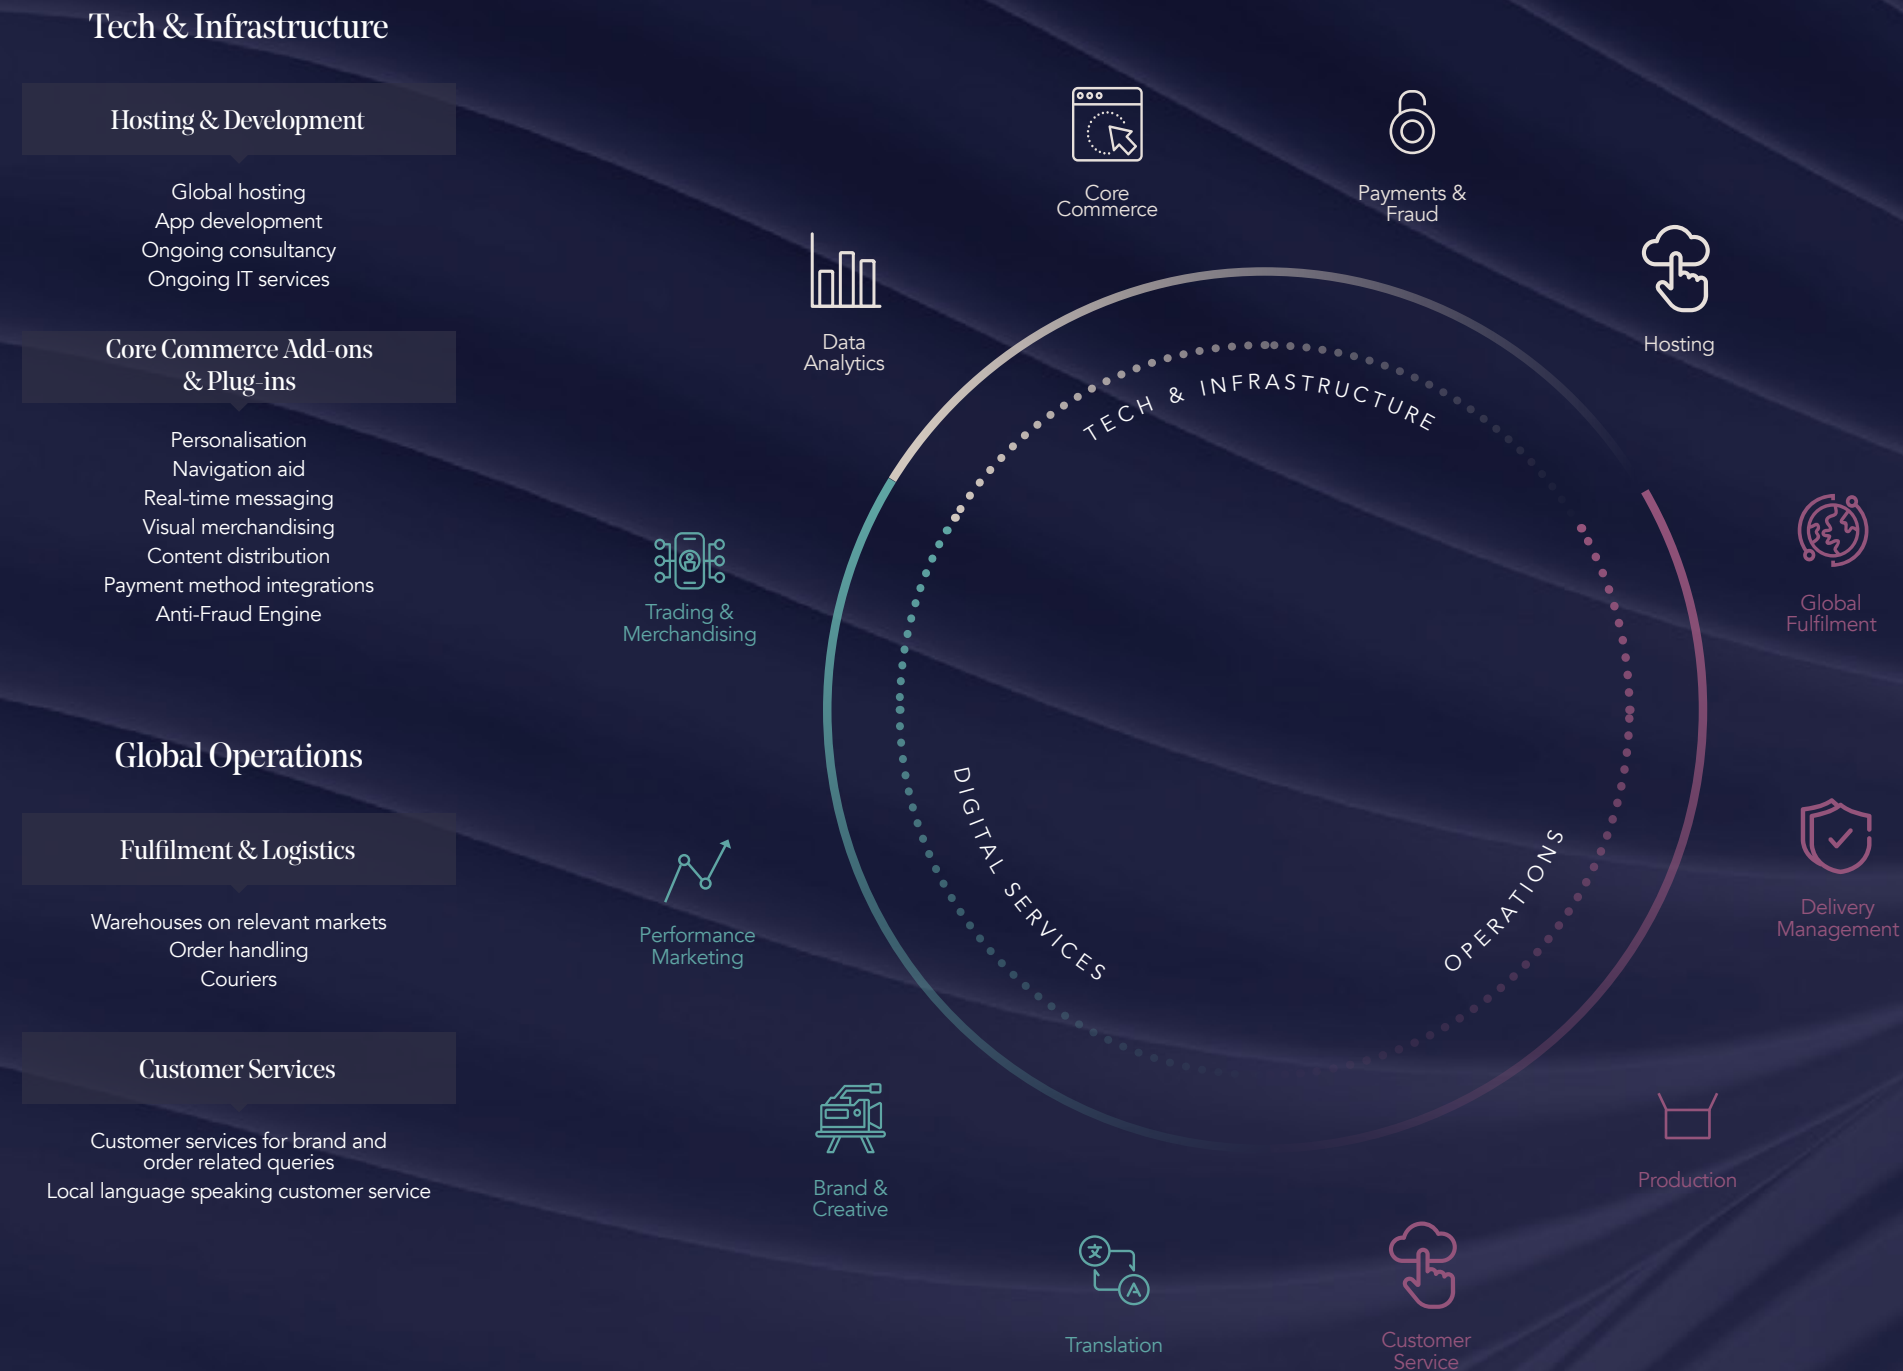 Tech & Infrastructure
Hosting & Development
Global hosting
App development
Ongoing consultancy
Ongoing IT services
Core Commerce Add-ons
& Plug-ins
Personalisation
Navigation aid
Real-time messaging
Visual merchandising
Content distribution
Payment method integrations
Anti-Fraud Engine
Global Operations
Fulfilment & Logistics
Warehouses on relevant markets
Order handling
Couriers
Customer Services
Customer services for brand and
order related queries
Local language speaking customer service
Core
Commerce
Payments &
Fraud
Data
Analytics
Hosting
TECH & INFRASTRUCTURE
Trading &
Merchandising
Global
Fulfilment
DIGITAL SERVICES
OPERATIONS
Performance
Marketing
Delivery
Management
Brand &
Creative
Production
文
A
Translation
Customer
Service